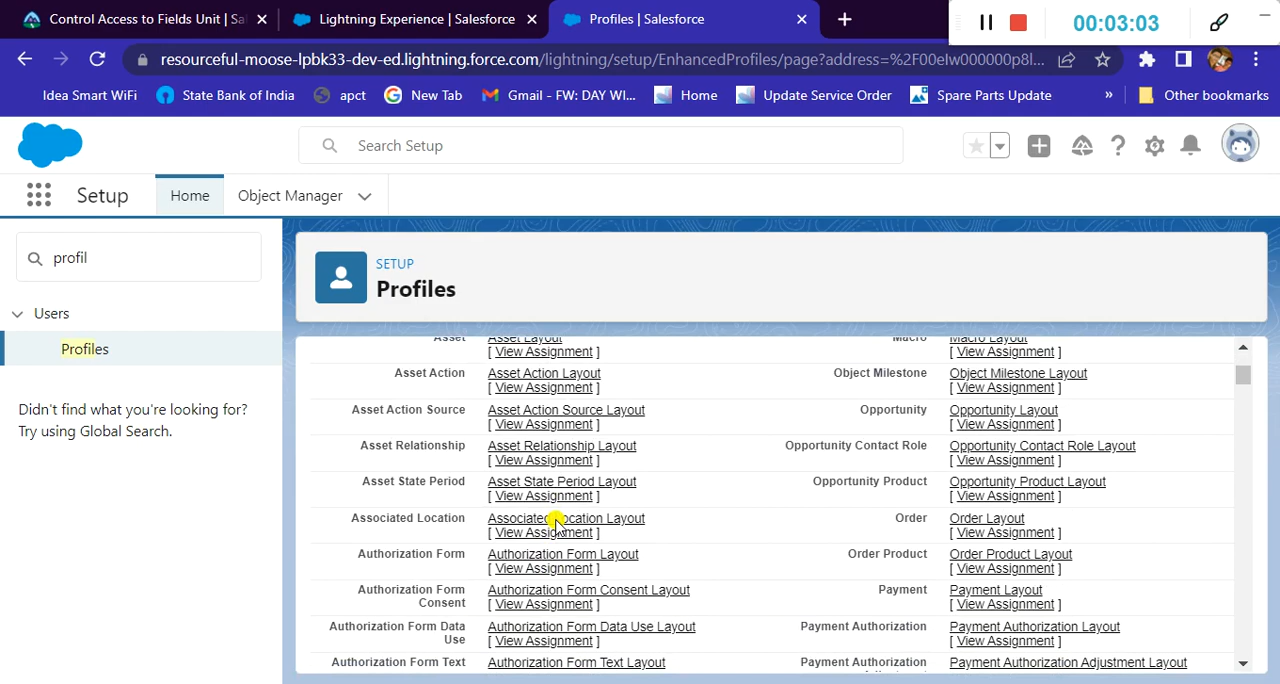 Control Access to Fields Unit | Sal
Lightning Experience | Salesforce
Profiles | Salesforce
00:03:03
resourceful-moose-lpbk33-dev-ed.lightning.force.com/lightning/setup/EnhancedProfiles/page?address=%2F00eIw000000p8l...
Idea Smart WiFi
State Bank of India
apct
New Tab
Gmail - FW: DAY WI...
Home
Update Service Order
Spare Parts Update
»
Other bookmarks
Search Setup
Setup
Home
Object Manager
profil
Users
Profiles
Didn't find what you're looking for?
Try using Global Search.
SETUP
Profiles
Asset Asset Layout Macro Macro Layout
[ View Assignment ] [ View Assignment ]
Asset Action Asset Action Layout Object Milestone Object Milestone Layout
[ View Assignment ] [ View Assignment ]
Asset Action Source Asset Action Source Layout Opportunity Opportunity Layout
[ View Assignment ] [ View Assignment ]
Asset Relationship Asset Relationship Layout Opportunity Contact Role Opportunity Contact Role Layout
[ View Assignment ] [ View Assignment ]
Asset State Period Asset State Period Layout Opportunity Product Opportunity Product Layout
[ View Assignment ] [ View Assignment ]
Associated Location Associated Location Layout Order Order Layout
[ View Assignment ] [ View Assignment ]
Authorization Form Authorization Form Layout Order Product Order Product Layout
[ View Assignment ] [ View Assignment ]
Authorization Form Authorization Form Consent Layout Payment Payment Layout
Consent [ View Assignment ] [ View Assignment ]
Authorization Form Data Authorization Form Data Use Layout Payment Authorization Payment Authorization Layout
Use [ View Assignment ] [ View Assignment ]
Authorization Form Text Authorization Form Text Layout Payment Authorization Payment Authorization Adjustment Layout